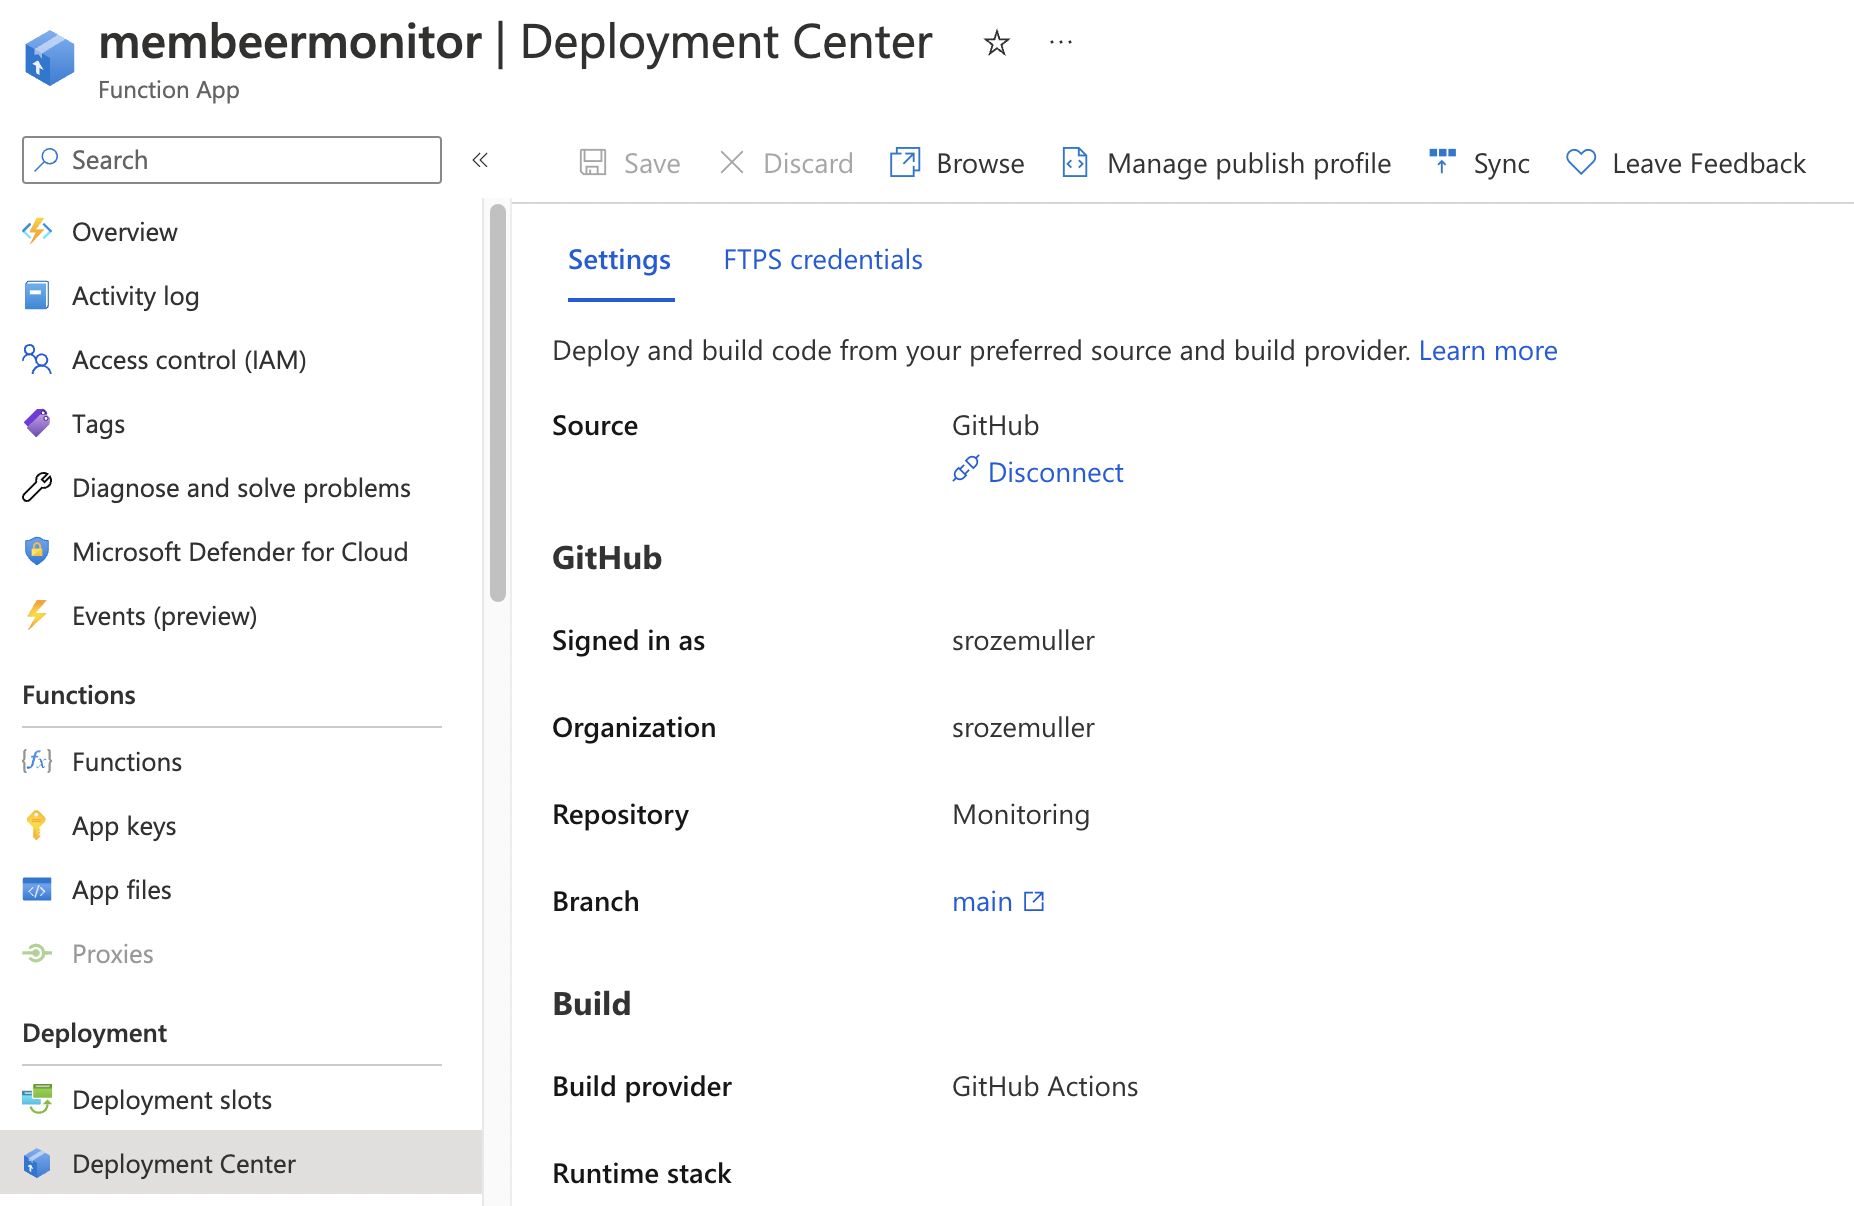 membeermonitor | Deployment Center
Function App
Search
«
Save
Discard
Browse
Manage publish profile
Sync
Leave Feedback
Overview
Activity log
Access control (IAM)
Tags
Diagnose and solve problems
Microsoft Defender for Cloud
Events (preview)
Functions
Functions
App keys
App files
Proxies
Deployment
Deployment slots
Deployment Center
Settings
FTPS credentials
Deploy and build code from your preferred source and build provider. Learn more
Source
GitHub
Disconnect
GitHub
Signed in as
srozemuller
Organization
srozemuller
Repository
Monitoring
Branch
main
Build
Build provider
GitHub Actions
Runtime stack